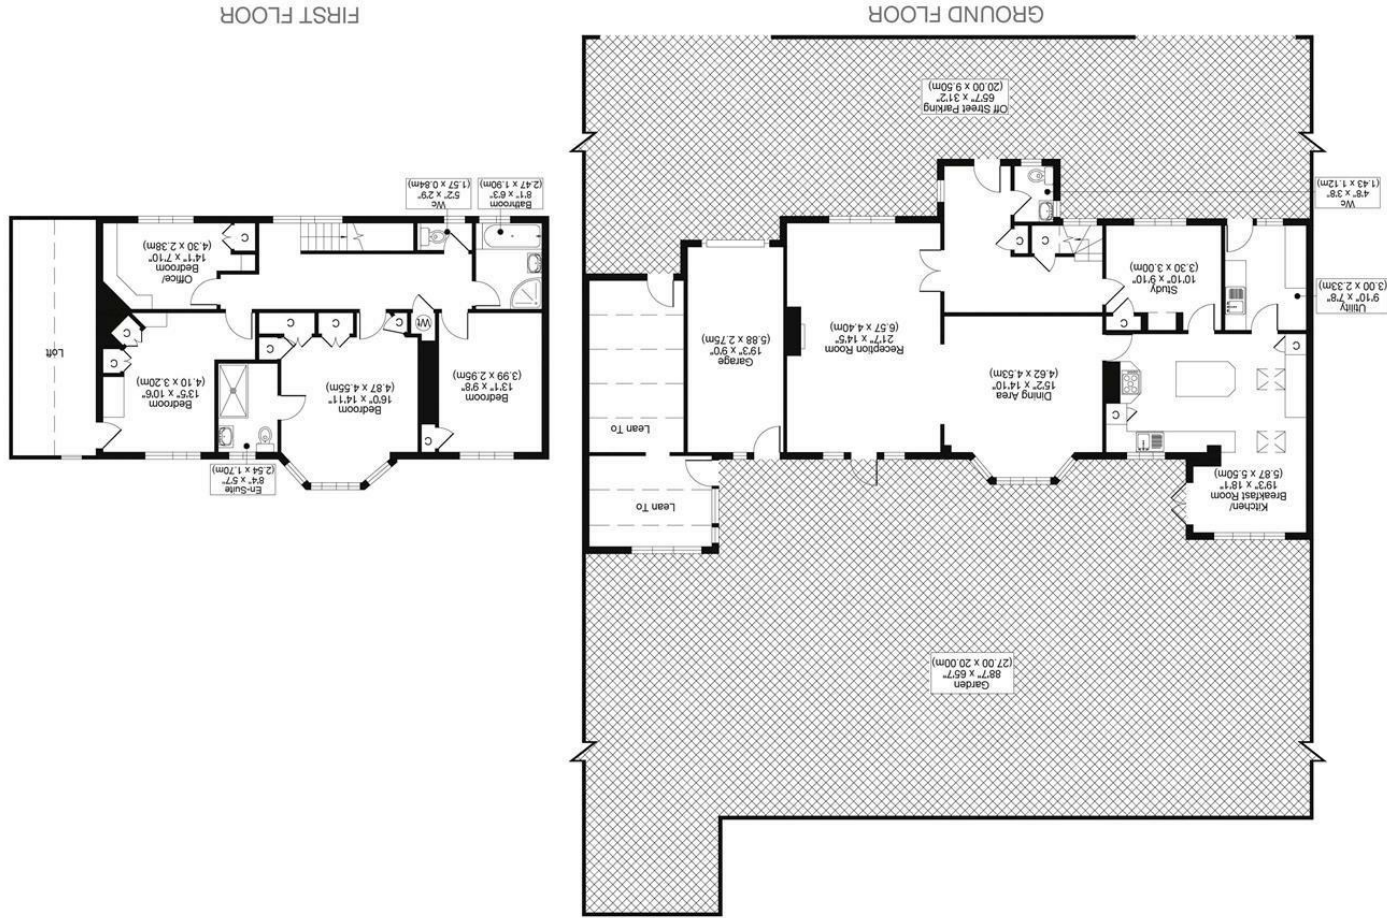 Garden
88'7" x 65'7"
(27.00 x 20.00m)
Kitchen/
Breakfast Room
19'3" x 18'1"
(5.87 x 5.50m)
Lean To
Lean To
C
C
C
Dining Area
15'2" x 14'10"
(4.62 x 4.53m)
Reception Room
21'7" x 14'5"
(6.57 x 4.40m)
Garage
19'3" x 9'0"
(5.88 x 2.75m)
Utility
9'10" x 7'8"
(3.00 x 2.33m)
Study
10'10" x 9'10"
(3.30 x 3.00m)
C
C
Wc
4'8" x 3'8"
(1.43 x 1.12m)
Off Street Parking
65'7" x 31'2"
(20.00 x 9.50m)
GROUND FLOOR
En-Suite
8'4" x 5'7"
(2.54 x 1.70m)
C
Bedroom
13'1" x 9'8"
(3.99 x 2.95m)
Bedroom
16'0" x 14'11"
(4.87 x 4.55m)
Bedroom
13'5" x 10'6"
(4.10 x 3.20m)
Loft
C
C
C
Wt
C
C
C
C
Office/
Bedroom
14'1" x 7'10"
(4.30 x 2.38m)
C
Bathroom
8'1" x 6'3"
(2.47 x 1.90m)
Wc
5'2" x 2'9"
(1.57 x 0.84m)
FIRST FLOOR